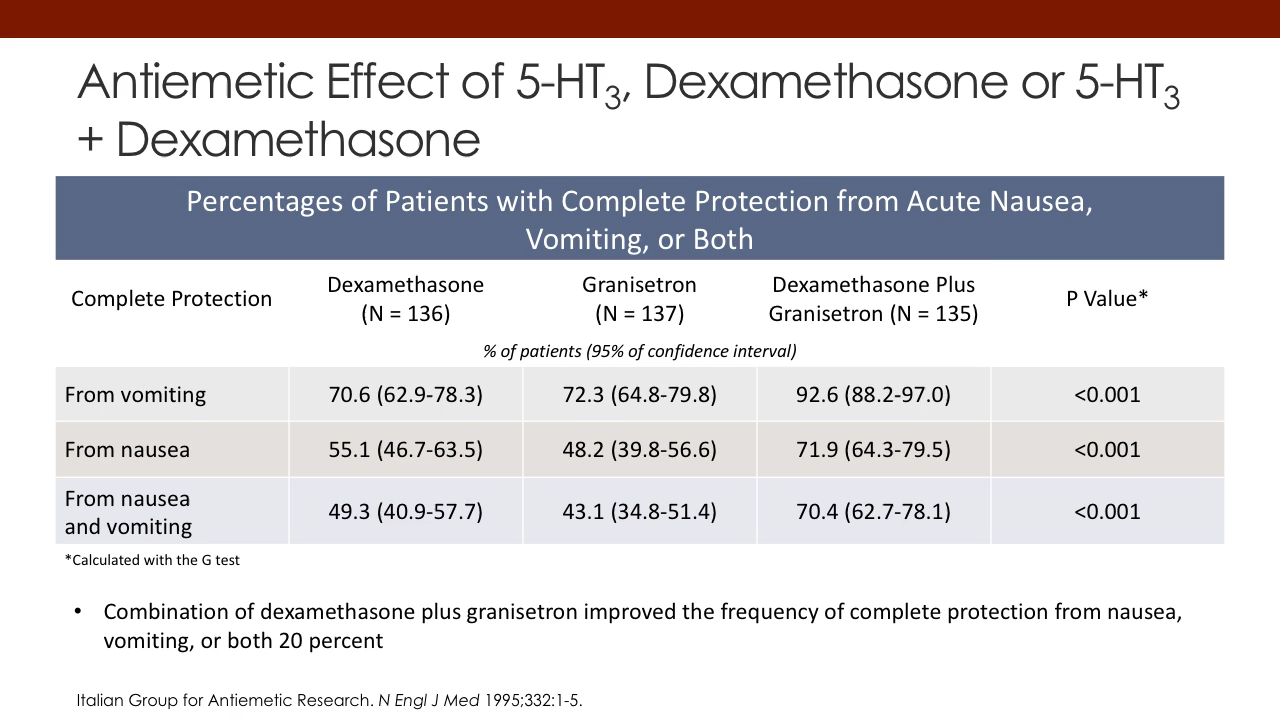 Antiemetic Effect of 5-HT3, Dexamethasone or 5-HT3
+ Dexamethasone
Percentages of Patients with Complete Protection from Acute Nausea,
Vomiting, or Both
Complete Protection
Dexamethasone
(N = 136)
Granisetron
(N = 137)
Dexamethasone Plus
Granisetron (N = 135)
P Value*
% of patients (95% of confidence interval)
From vomiting 70.6 (62.9-78.3) 72.3 (64.8-79.8) 92.6 (88.2-97.0) <0.001
From nausea 55.1 (46.7-63.5) 48.2 (39.8-56.6) 71.9 (64.3-79.5) <0.001
From nausea
and vomiting
49.3 (40.9-57.7) 43.1 (34.8-51.4) 70.4 (62.7-78.1) <0.001
*Calculated with the G test
• Combination of dexamethasone plus granisetron improved the frequency of complete protection from nausea,
vomiting, or both 20 percent
Italian Group for Antiemetic Research. N Engl J Med 1995;332:1-5.